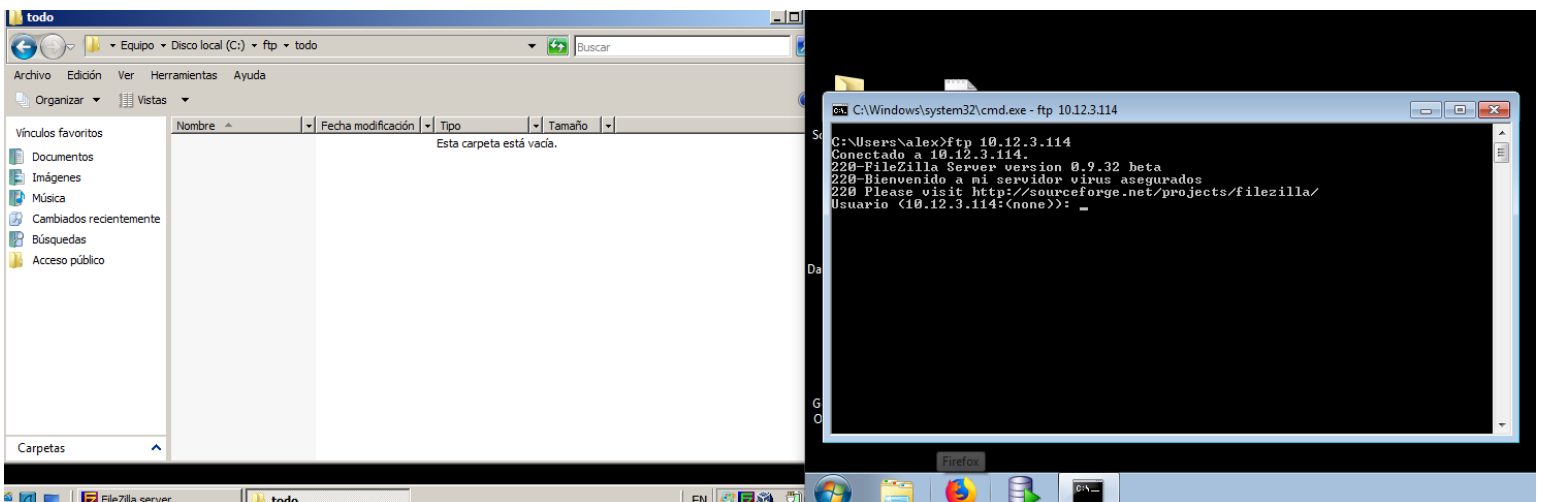 todo
Equipo Disco local (C:) ftp todo
Buscar
Archivo Edición Ver Herramientas Ayuda
Organizar Vistas
Vínculos favoritos
Documentos
Imágenes
Música
Cambiados recientemente
Búsquedas
Acceso público
Carpetas
Nombre Fecha modificación Tipo Tamaño
Esta carpeta está vacía.
FileZilla server
todo
EN
C:\Windows\system32\cmd.exe - ftp 10.12.3.114
C:\Users\alex>ftp 10.12.3.114
Conectado a 10.12.3.114.
220-FileZilla Server version 0.9.32 beta
220-Bienvenido a mi servidor virus asegurados
220 Please visit http://sourceforge.net/projects/filezilla/
Usuario (10.12.3.114:(none)): _
Da
G
O
Firefox